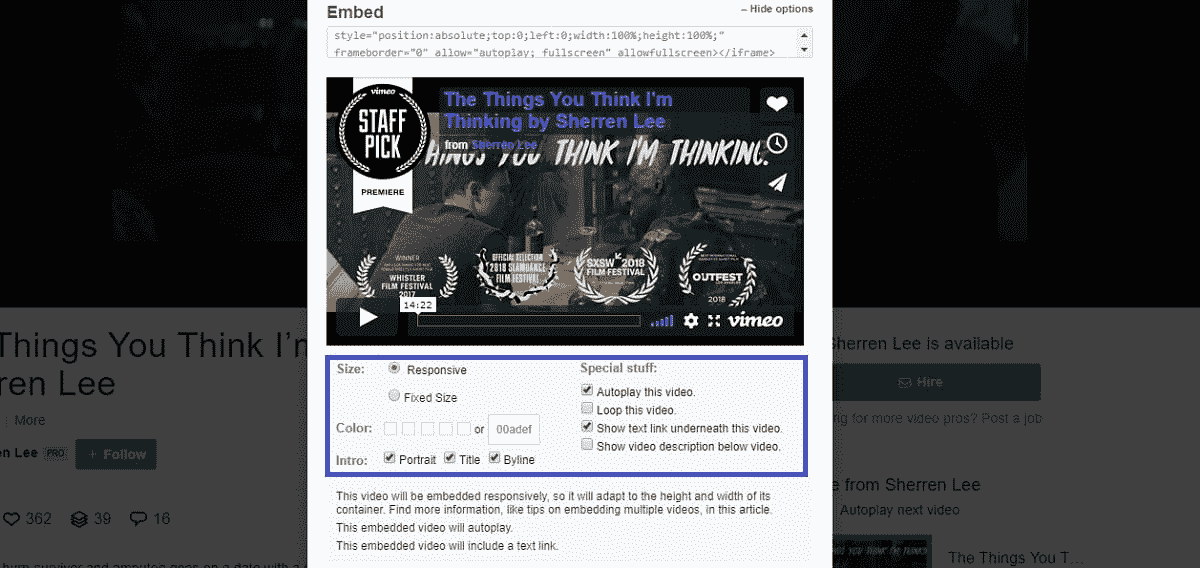 Embed
– Hide options
style="position:absolute;top:0;left:0;width:100%;height:100%;"
frameborder="0" allow="autoplay; fullscreen" allowfullscreen></iframe>
vimeo
STAFF
PICK
PREMIERE
The Things You Think I'm
Thinking by Sherren Lee
from Sherren Lee
YOU THINK I'M THINKING.
WINNER
WHISTLER
FILM FESTIVAL
2017
OFFICIAL SELECTION
2018 SLAMDANCE
FILM FESTIVAL
SXSW 2018
FILM FESTIVAL
OUTFEST
LOS ANGELES
2018
14:22
vimeo
Size:
Responsive
Fixed Size
Color:
or
00adef
Intro:
Portrait
Title
Byline
Special stuff:
Autoplay this video.
Loop this video.
Show text link underneath this video.
Show video description below video.
This video will be embedded responsively, so it will adapt to the height and width of its
container. Find more information, like tips on embedding multiple videos, in this article.
This embedded video will autoplay.
This embedded video will include a text link.
Things You Think I'm
ren Lee
More
en Lee PRO
+ Follow
362
39
16
Sherren Lee is available
Hire
ng for more video pros? Post a job
e from Sherren Lee
Autoplay next video
The Things You T…